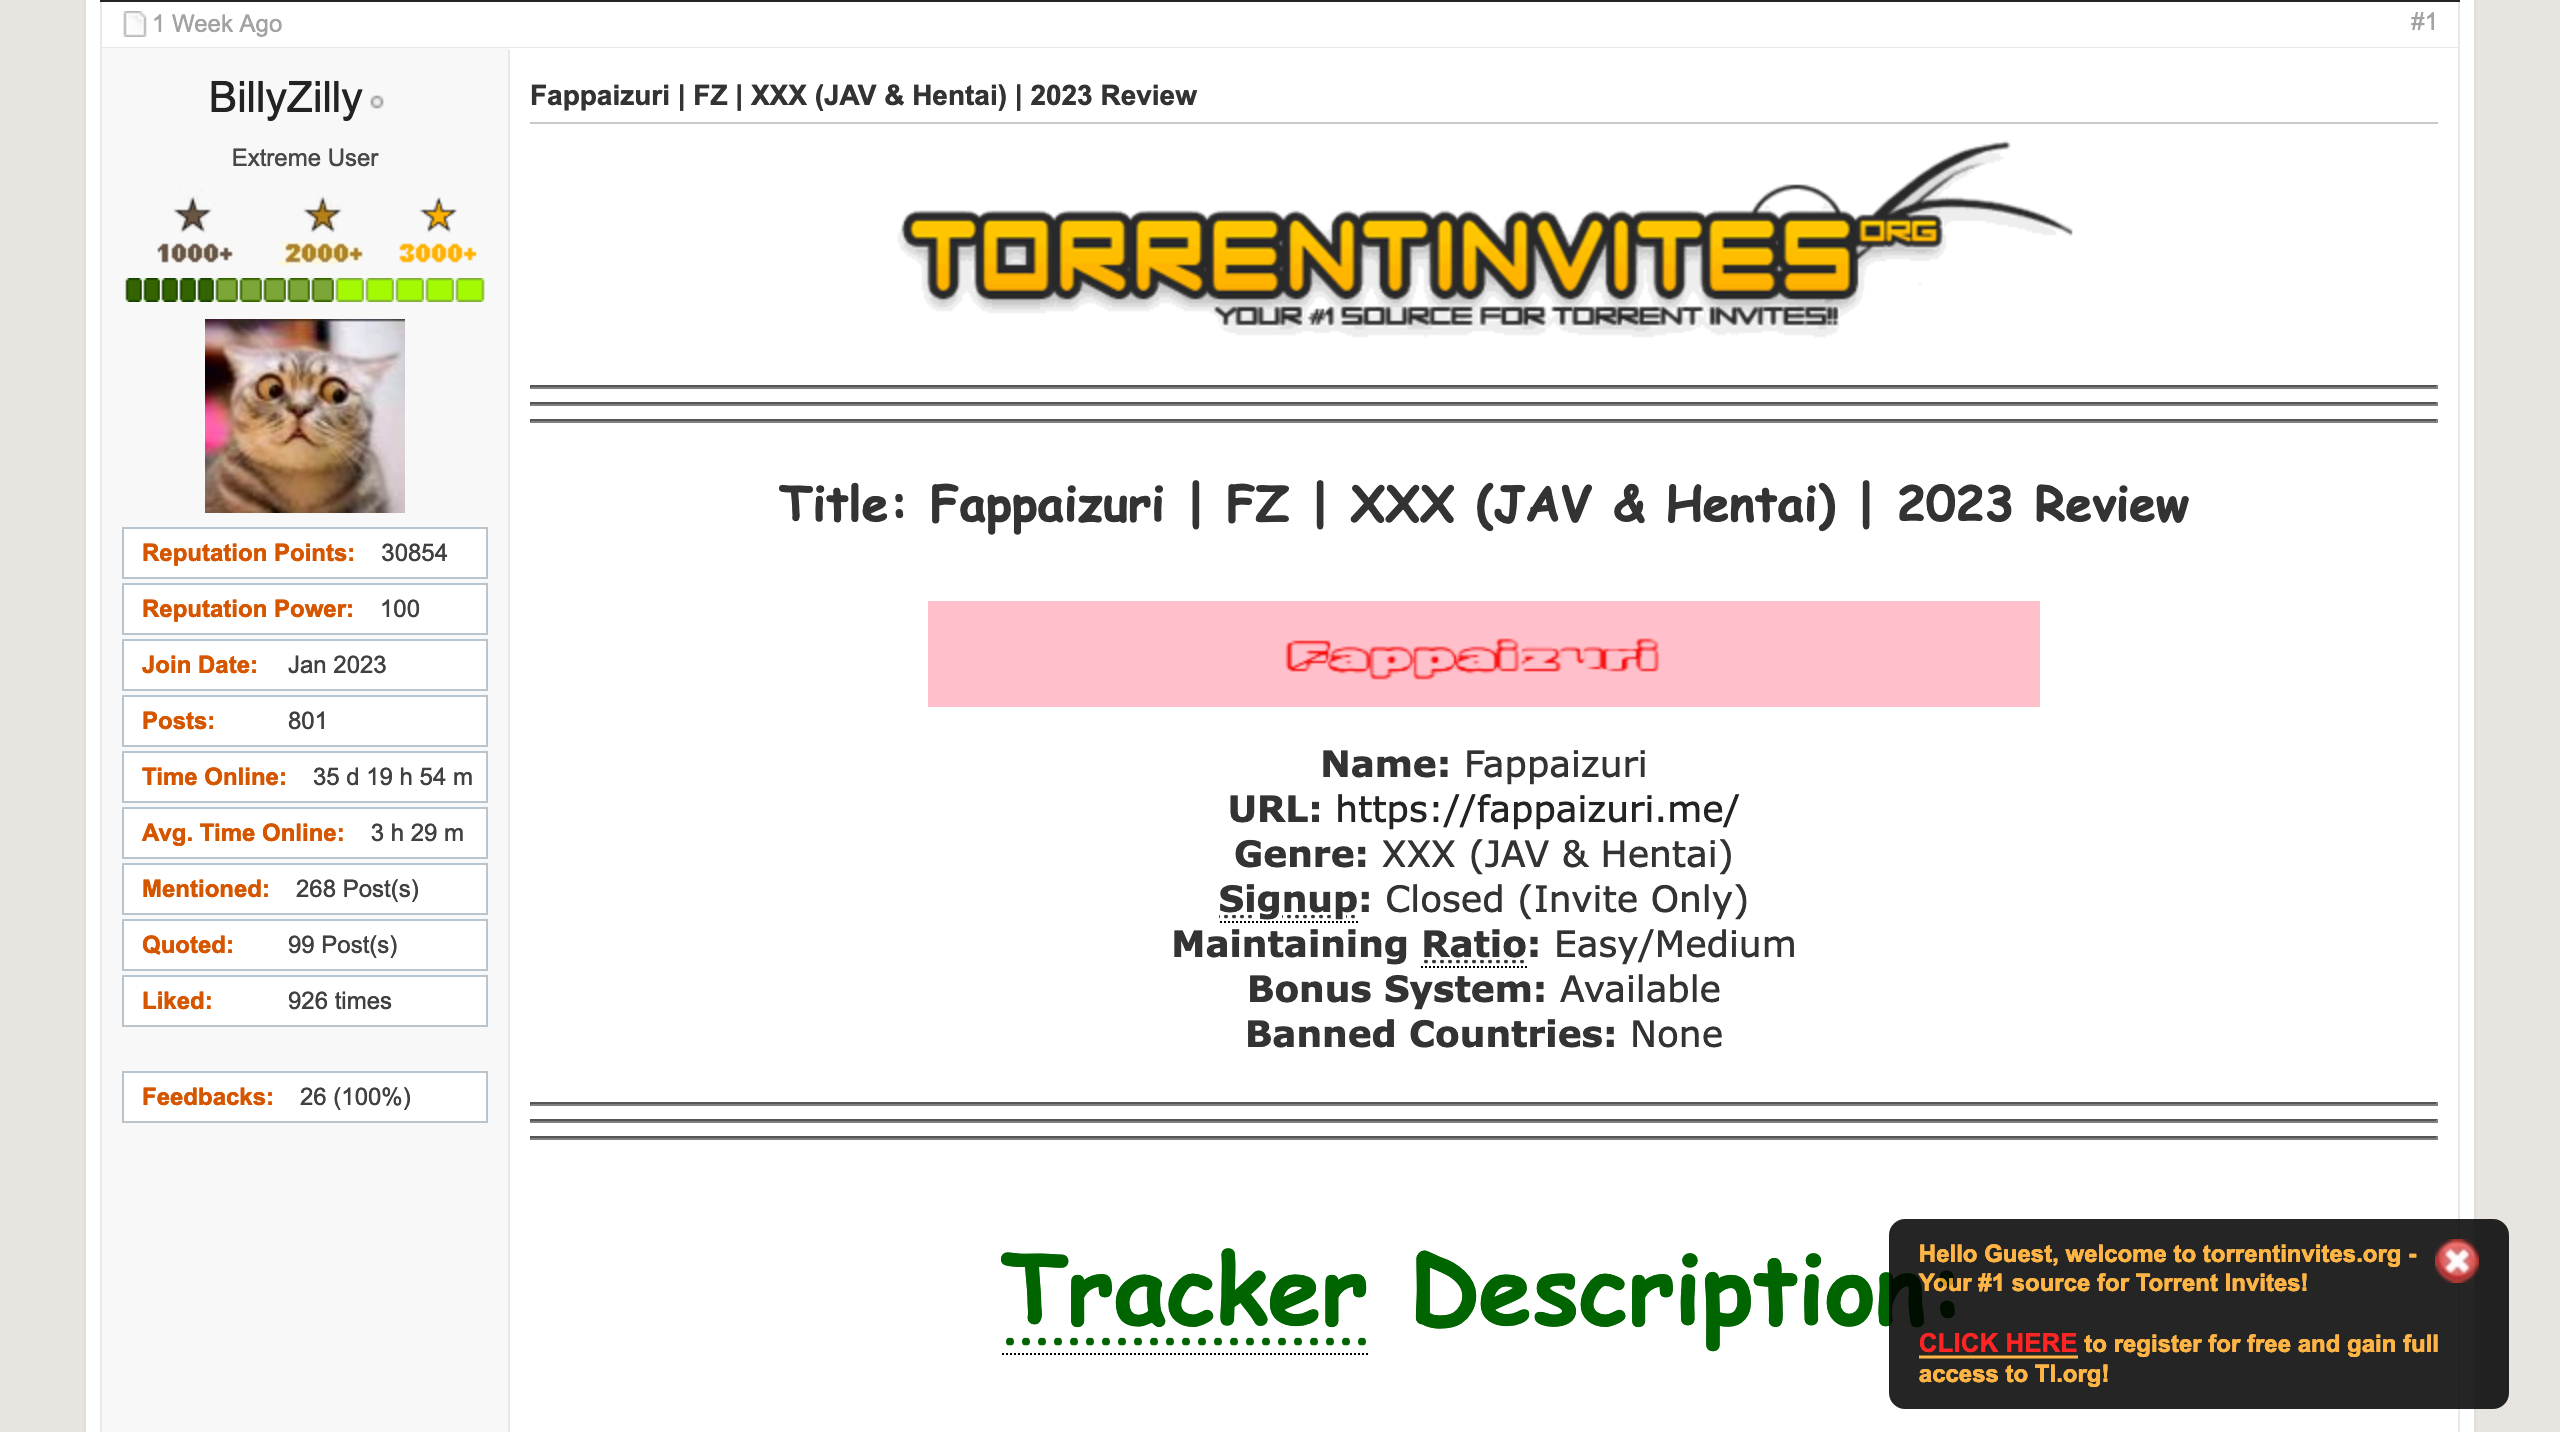 1 Week Ago
#1
BillyZilly
Extreme User
1000+ 2000+ 3000+
Reputation Points: 30854
Reputation Power: 100
Join Date: Jan 2023
Posts: 801
Time Online: 35 d 19 h 54 m
Avg. Time Online: 3 h 29 m
Mentioned: 268 Post(s)
Quoted: 99 Post(s)
Liked: 926 times
Feedbacks: 26 (100%)
Fappaizuri | FZ | XXX (JAV & Hentai) | 2023 Review
TORRENTINVITES ORG
YOUR #1 SOURCE FOR TORRENT INVITES!!
Title: Fappaizuri | FZ | XXX (JAV & Hentai) | 2023 Review
Fappaizuri
Name: Fappaizuri
URL: https://fappaizuri.me/
Genre: XXX (JAV & Hentai)
Signup: Closed (Invite Only)
Maintaining Ratio: Easy/Medium
Bonus System: Available
Banned Countries: None
Tracker Description:
Hello Guest, welcome to torrentinvites.org -
Your #1 source for Torrent Invites!
CLICK HERE to register for free and gain full
access to TI.org!